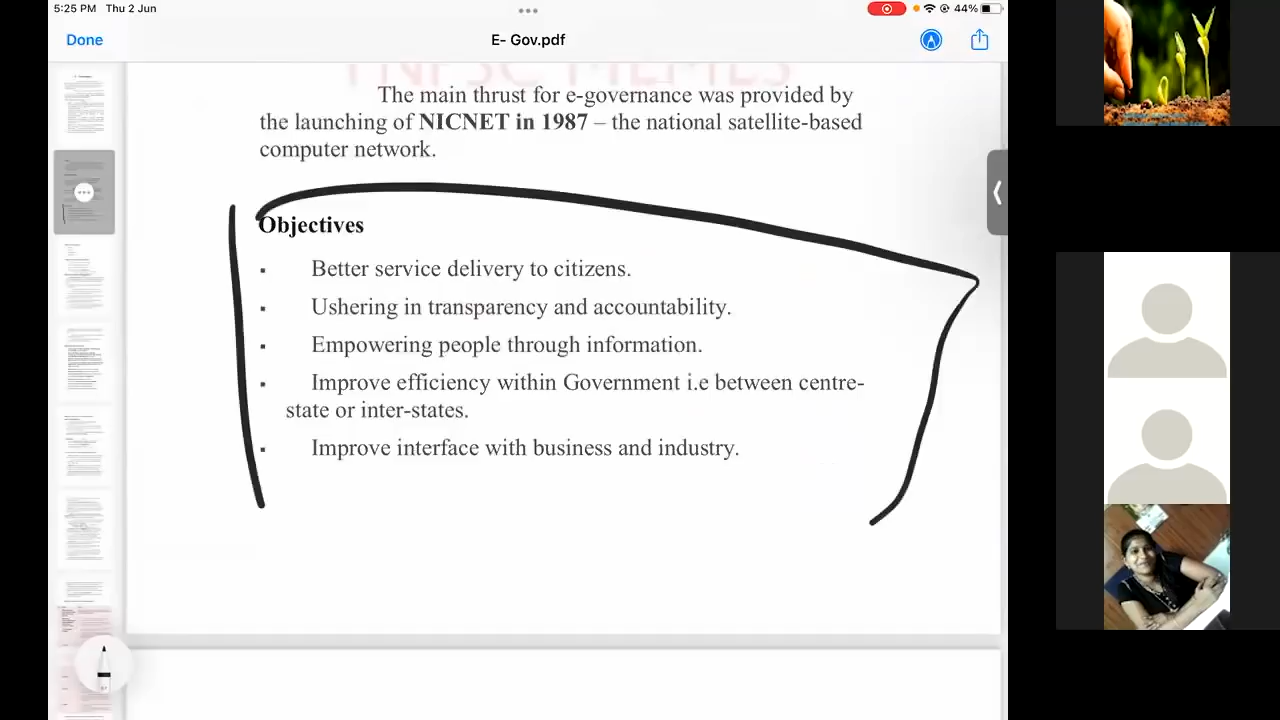 5:25 PM Thu 2 Jun
44%
Done
E- Gov.pdf
The main thrust for e-governance was provided by
the launching of NICNET in 1987 – the national satellite-based
computer network.
Objectives
▪ Better service delivery to citizens.
▪ Ushering in transparency and accountability.
▪ Empowering people through information.
▪ Improve efficiency within Government i.e between centre-
state or inter-states.
▪ Improve interface with business and industry.